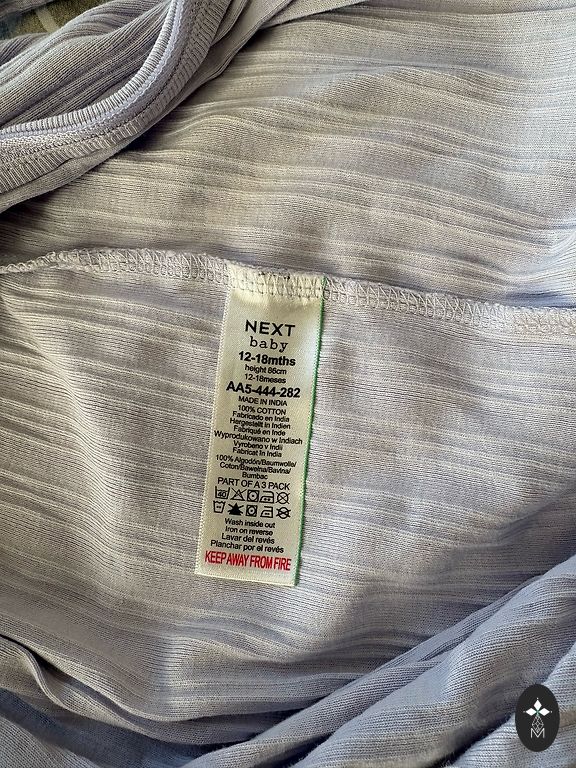 NEXT
baby
12-18mths
height 86cm
12-18meses
AA5-444-282
MADE IN INDIA
100% COTTON
Fabricado en India
Hergestellt in Indien
Fabriqué en Inde
Wyprodukowano w Indiach
Vyrobeno v Indii
Fabricat în India
100% Algodón/Baumwolle/
Coton/Bawełna/Bavlna/
Bumbac
PART OF A 3 PACK
40
Wash inside out
Iron on reverse
Lavar del revés
Planchar por el revés
KEEP AWAY FROM FIRE
M